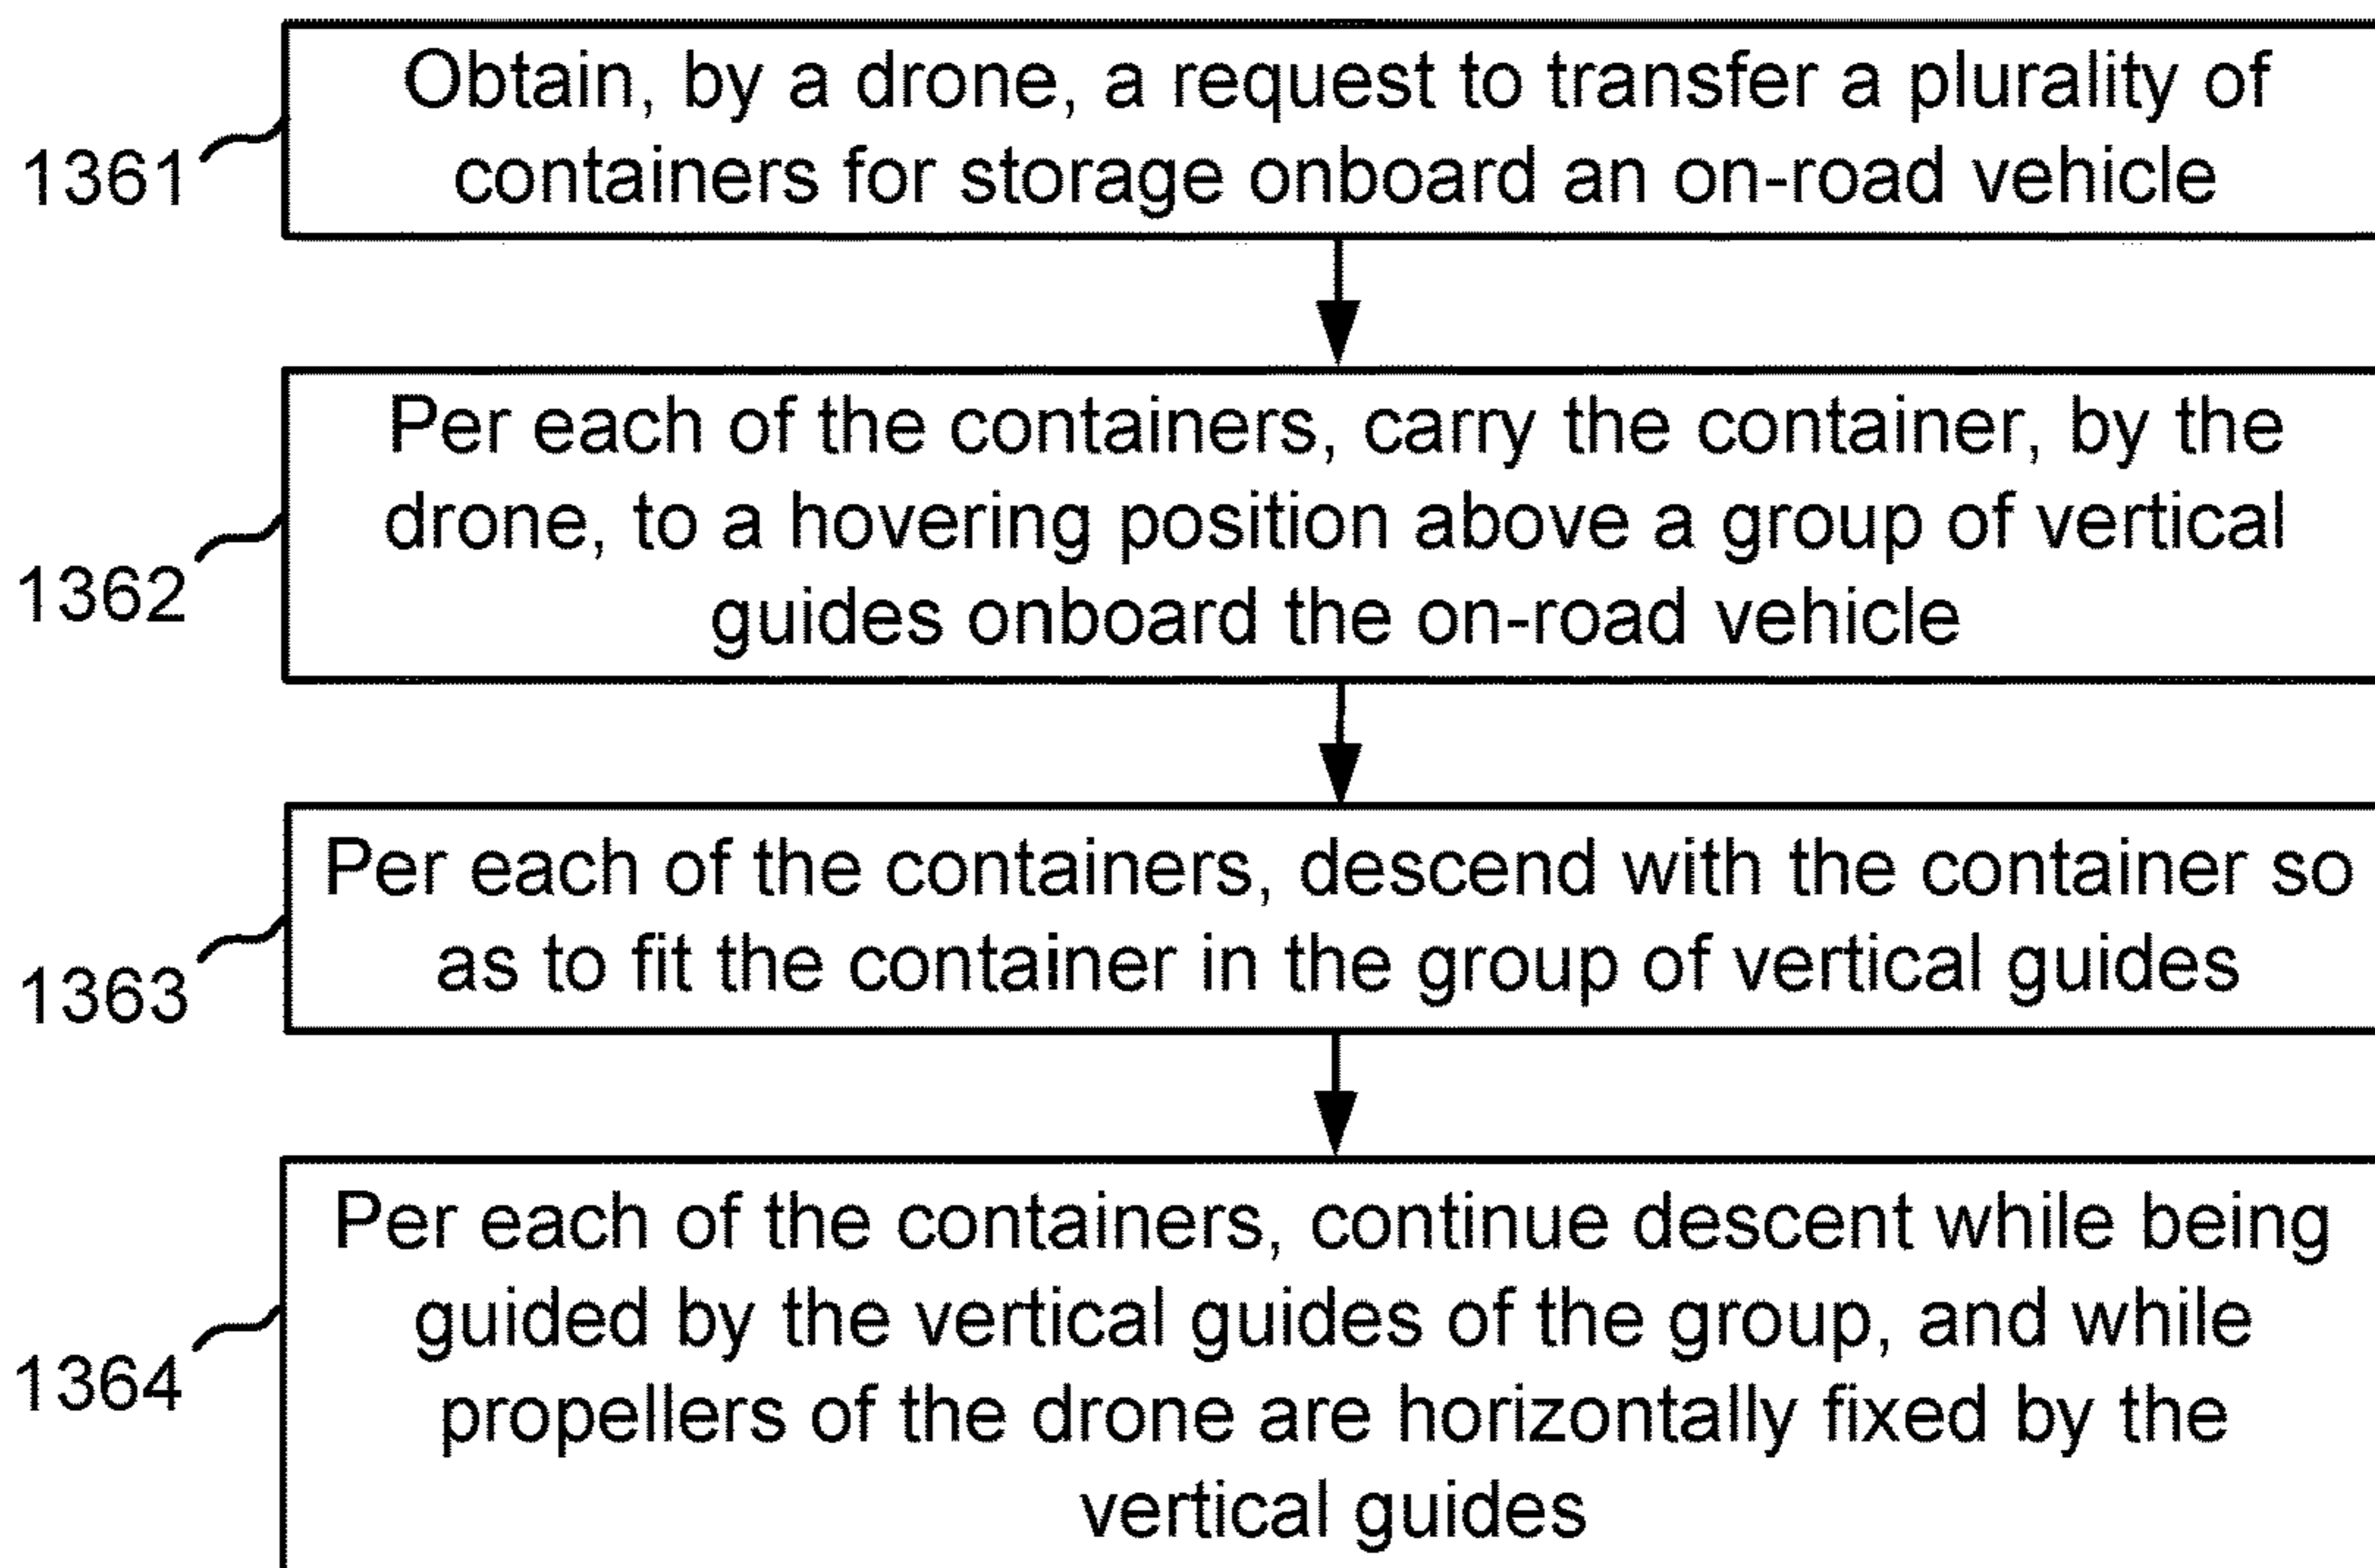 Obtain, by a drone, a request to transfer a plurality of
containers for storage onboard an on-road vehicle
1361
Per each of the containers, carry the container, by the
drone, to a hovering position above a group of vertical
guides onboard the on-road vehicle
1362
Per each of the containers, descend with the container so
as to fit the container in the group of vertical guides
1363
Per each of the containers, continue descent while being
guided by the vertical guides of the group, and while
propellers of the drone are horizontally fixed by the
vertical guides
1364